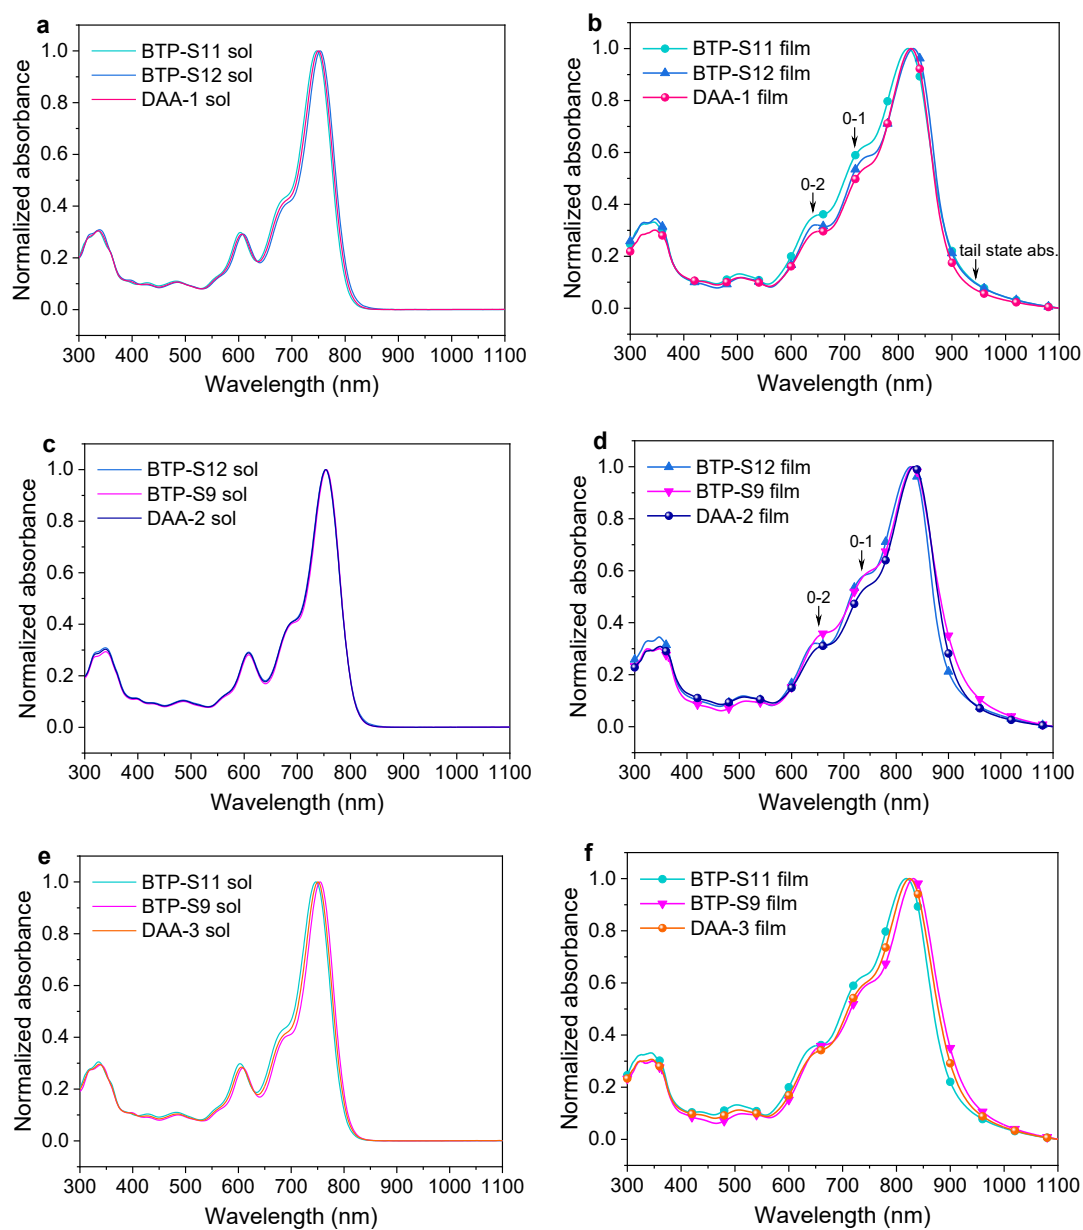 a
BTP-S11 sol
BTP-S12 sol
DAA-1 sol
Normalized absorbance
1.0
0.8
0.6
0.4
0.2
0.0
300 400 500 600 700 800 900 1000 1100
Wavelength (nm)
b
BTP-S11 film
BTP-S12 film
DAA-1 film
0-1
0-2
tail state abs.
Normalized absorbance
1.0
0.8
0.6
0.4
0.2
0.0
300 400 500 600 700 800 900 1000 1100
Wavelength (nm)
c
BTP-S12 sol
BTP-S9 sol
DAA-2 sol
Normalized absorbance
1.0
0.8
0.6
0.4
0.2
0.0
300 400 500 600 700 800 900 1000 1100
Wavelength (nm)
d
BTP-S12 film
BTP-S9 film
DAA-2 film
0-1
0-2
Normalized absorbance
1.0
0.8
0.6
0.4
0.2
0.0
300 400 500 600 700 800 900 1000 1100
Wavelength (nm)
e
BTP-S11 sol
BTP-S9 sol
DAA-3 sol
Normalized absorbance
1.0
0.8
0.6
0.4
0.2
0.0
300 400 500 600 700 800 900 1000 1100
Wavelength (nm)
f
BTP-S11 film
BTP-S9 film
DAA-3 film
Normalized absorbance
1.0
0.8
0.6
0.4
0.2
0.0
300 400 500 600 700 800 900 1000 1100
Wavelength (nm)